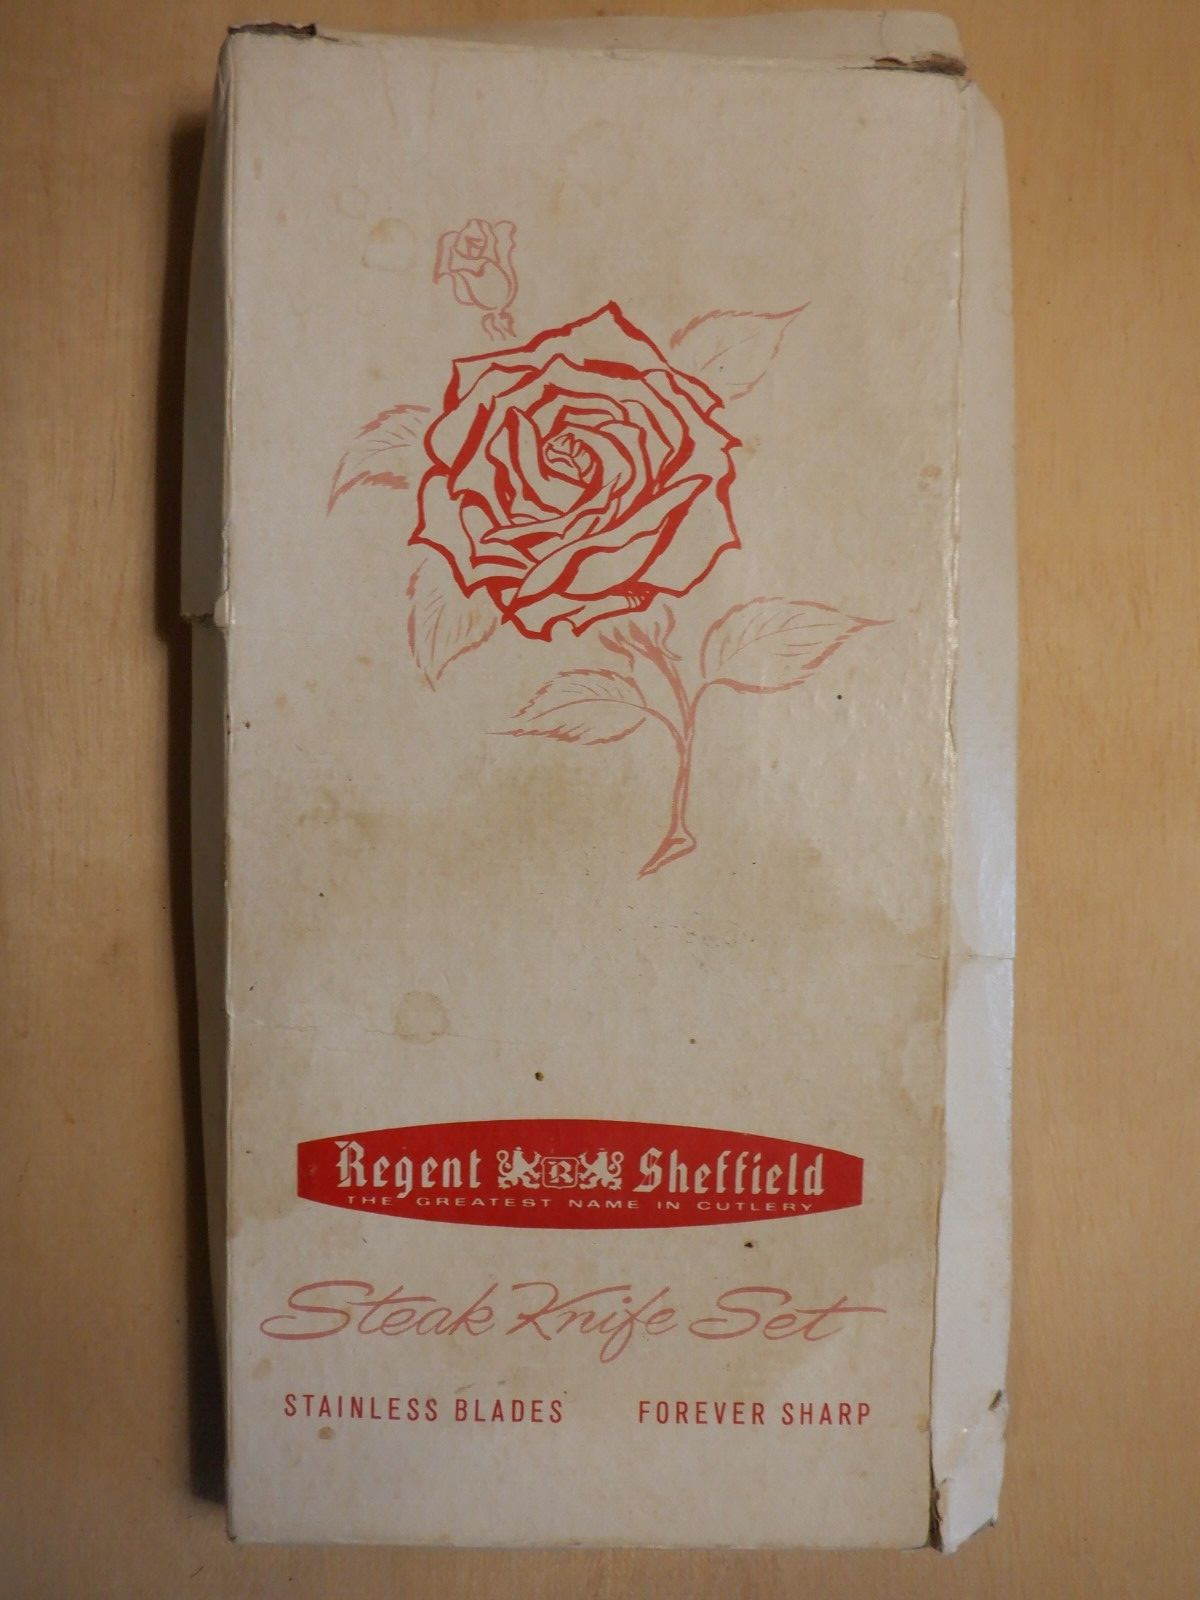 Regent R Sheffield
THE GREATEST NAME IN CUTLERY
Steak Knife Set
STAINLESS BLADES FOREVER SHARP